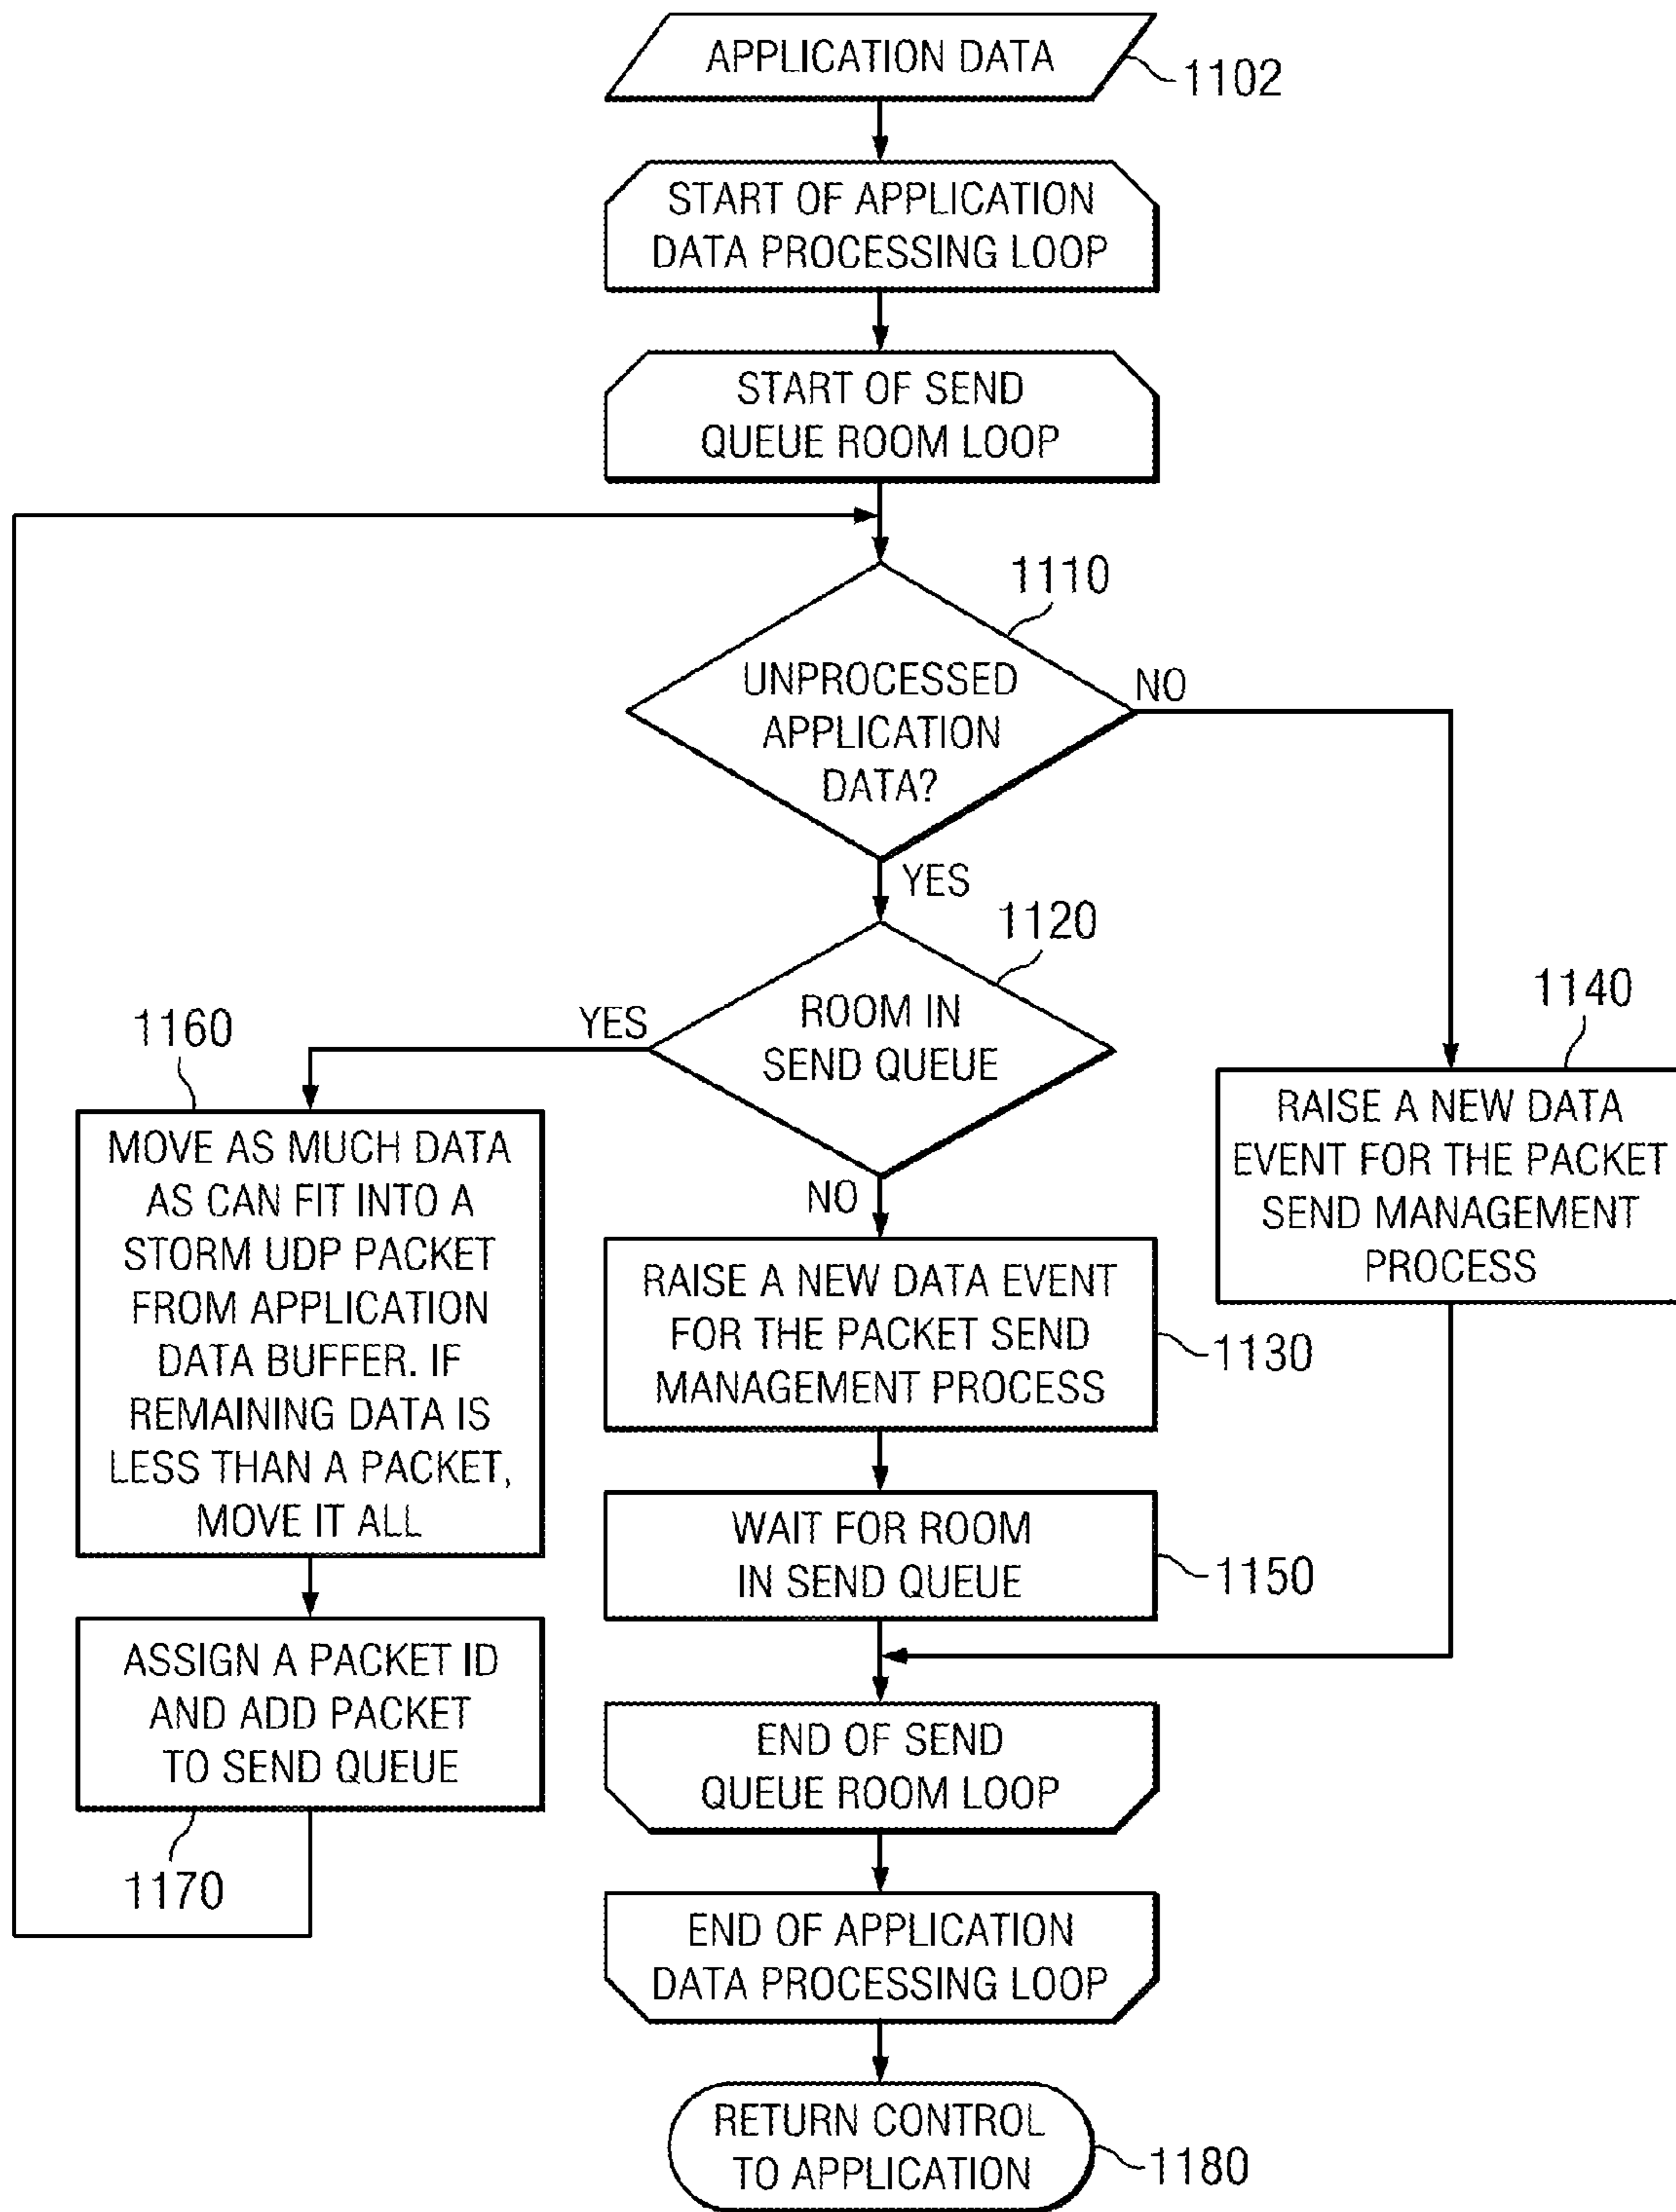 APPLICATION DATA
1102
START OF APPLICATION
DATA PROCESSING LOOP
START OF SEND
QUEUE ROOM LOOP
1110
UNPROCESSED
APPLICATION
DATA?
NO
YES
1120
ROOM IN
SEND QUEUE
YES
NO
1160
MOVE AS MUCH DATA
AS CAN FIT INTO A
STORM UDP PACKET
FROM APPLICATION
DATA BUFFER. IF
REMAINING DATA IS
LESS THAN A PACKET,
MOVE IT ALL
1140
RAISE A NEW DATA
EVENT FOR THE PACKET
SEND MANAGEMENT
PROCESS
RAISE A NEW DATA EVENT
FOR THE PACKET SEND
MANAGEMENT PROCESS
1130
WAIT FOR ROOM
IN SEND QUEUE
1150
ASSIGN A PACKET ID
AND ADD PACKET
TO SEND QUEUE
1170
END OF SEND
QUEUE ROOM LOOP
END OF APPLICATION
DATA PROCESSING LOOP
RETURN CONTROL
TO APPLICATION
1180